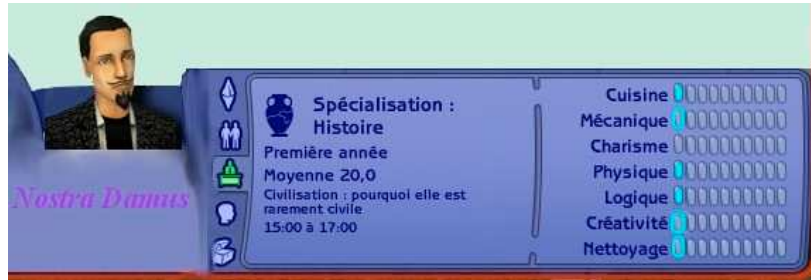 Nostra Damus
Spécialisation :
Histoire
Première année
Moyenne 20,0
Civilisation : pourquoi elle est
rarement civile
15:00 à 17:00
Cuisine
Mécanique
Charisme
Physique
Logique
Créativité
Nettoyage